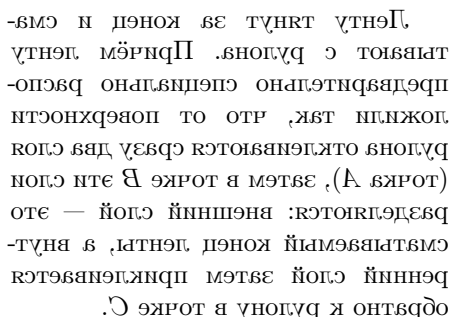 Ленту тянут за конец и сма-
тывают с рулона. Причём ленту
предварительно специально распо-
ложили так, что от поверхности
рулона отклеиваются сразу два слоя
(точка A), затем в точке B эти слои
разделяются: внешний слой — это
сматываемый конец ленты, а внут-
ренний слой затем приклеивается
обратно к рулону в точке C.